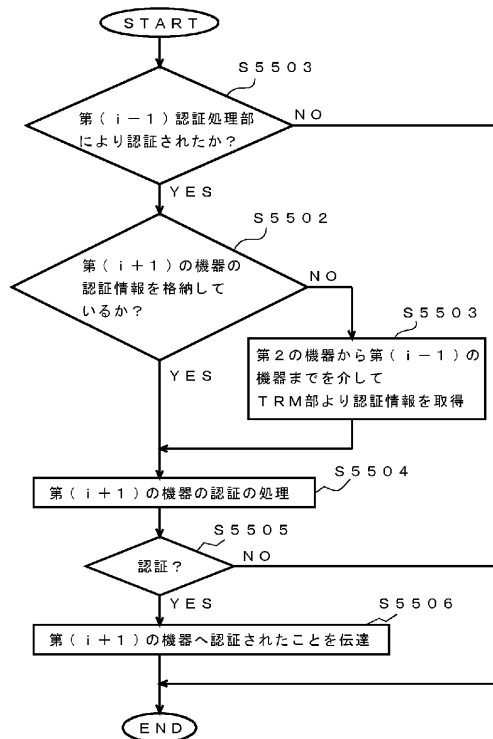 START
S5503
第(i－1)認証処理部
により認証されたか？
NO
YES
S5502
第(i＋1)の機器の
認証情報を格納して
いるか？
NO
YES
S5503
第2の機器から第(i－1)の
機器までを介して
TRM部より認証情報を取得
S5504
第(i＋1)の機器の認証の処理
S5505
認証？
NO
YES
S5506
第(i＋1)の機器へ認証されたことを伝達
END